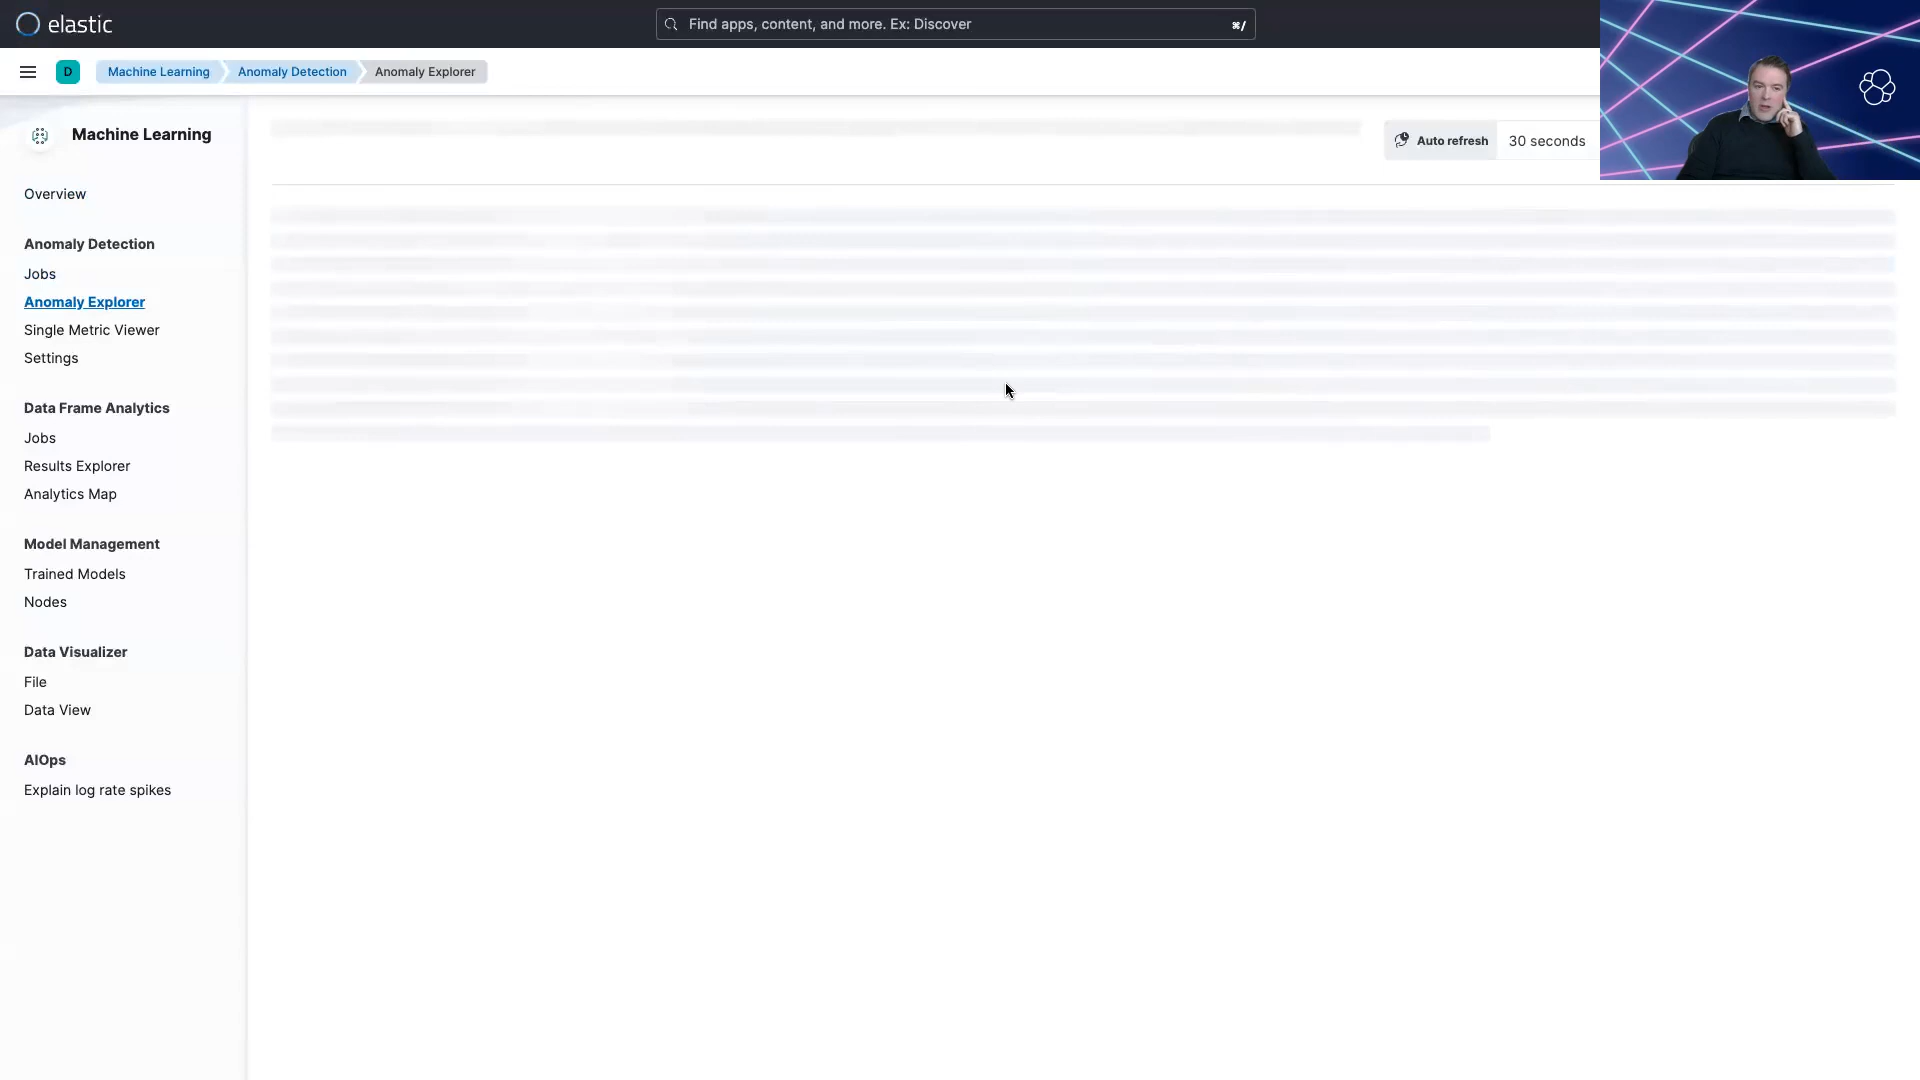 elastic
Find apps, content, and more. Ex: Discover
⌘/
D
Machine Learning
Anomaly Detection
Anomaly Explorer
Machine Learning
Auto refresh
30 seconds
Overview
Anomaly Detection
Jobs
Anomaly Explorer
Single Metric Viewer
Settings
Data Frame Analytics
Jobs
Results Explorer
Analytics Map
Model Management
Trained Models
Nodes
Data Visualizer
File
Data View
AIOps
Explain log rate spikes